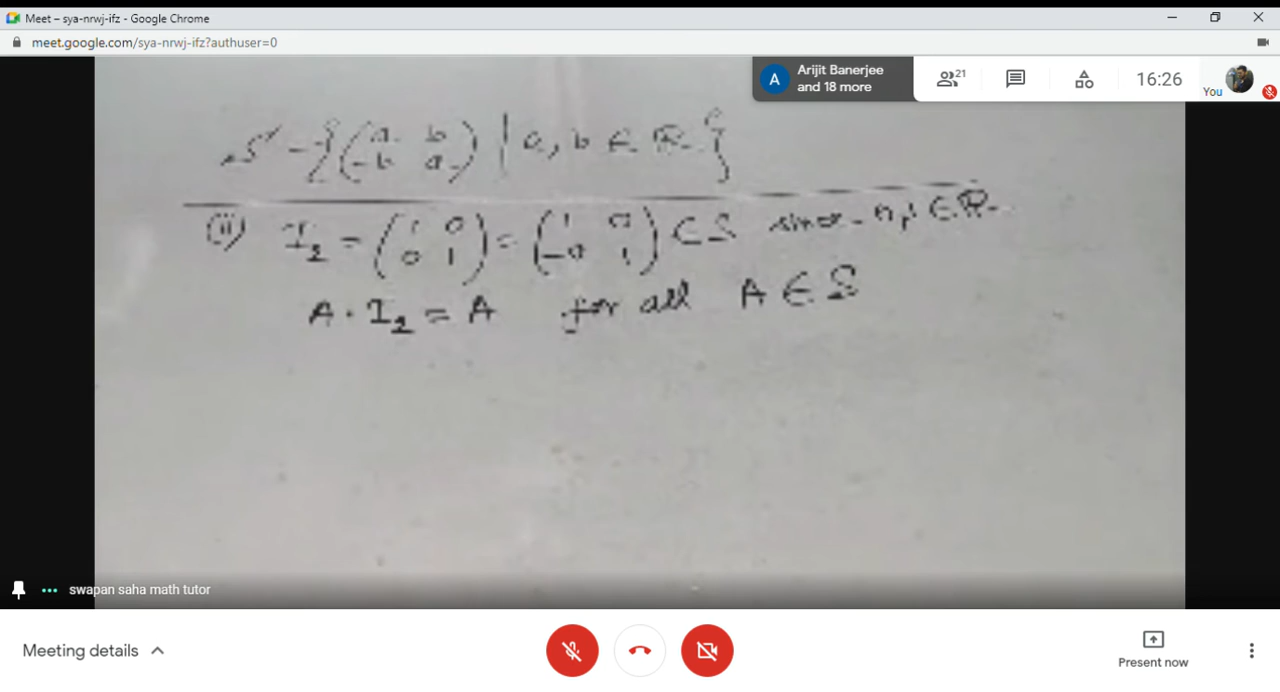 Meet – sya-nrwj-ifz - Google Chrome
meet.google.com/sya-nrwj-ifz?authuser=0
A Arijit Banerjee
and 18 more
21
16:26
You
S = {(a b
-b a) | a, b ∈ ℝ}
(ii) I₂ = (1 0
0 1) = (1 0
-0 1) ∈ S since 0, 1 ∈ ℝ
A · I₂ = A for all A ∈ S
swapan saha math tutor
Meeting details
Present now